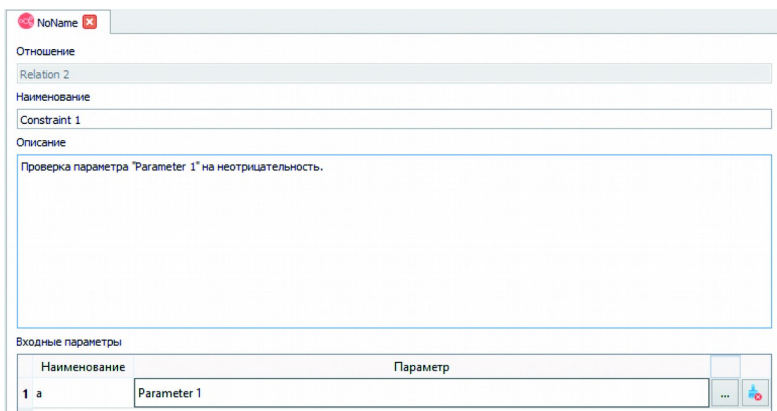 NoName
Отношение
Relation 2
Наименование
Constraint 1
Описание
Проверка параметра "Parameter 1" на неотрицательность.
Входные параметры
Наименование Параметр
1 a Parameter 1 ...